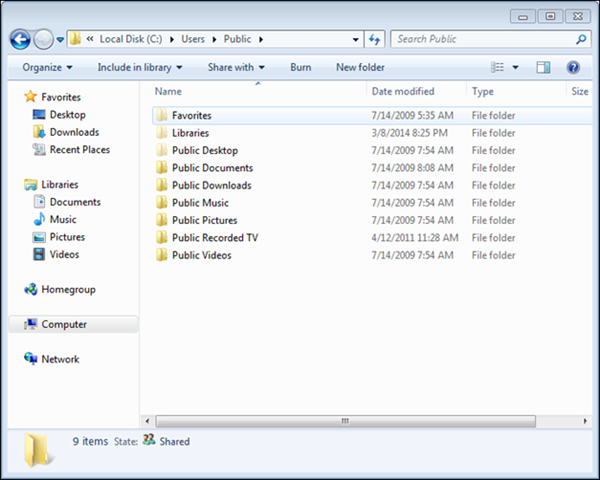 Local Disk (C:) Users Public
Search Public
Organize Include in library Share with Burn New folder
Name Date modified Type Size
Favorites
Desktop
Downloads
Recent Places
Libraries
Documents
Music
Pictures
Videos
Homegroup
Computer
Network
Favorites 7/14/2009 5:35 AM File folder
Libraries 3/8/2014 8:25 PM File folder
Public Desktop 7/14/2009 7:54 AM File folder
Public Documents 7/14/2009 8:08 AM File folder
Public Downloads 7/14/2009 7:54 AM File folder
Public Music 7/14/2009 7:54 AM File folder
Public Pictures 7/14/2009 7:54 AM File folder
Public Recorded TV 4/12/2011 11:28 AM File folder
Public Videos 7/14/2009 7:54 AM File folder
9 items State: Shared